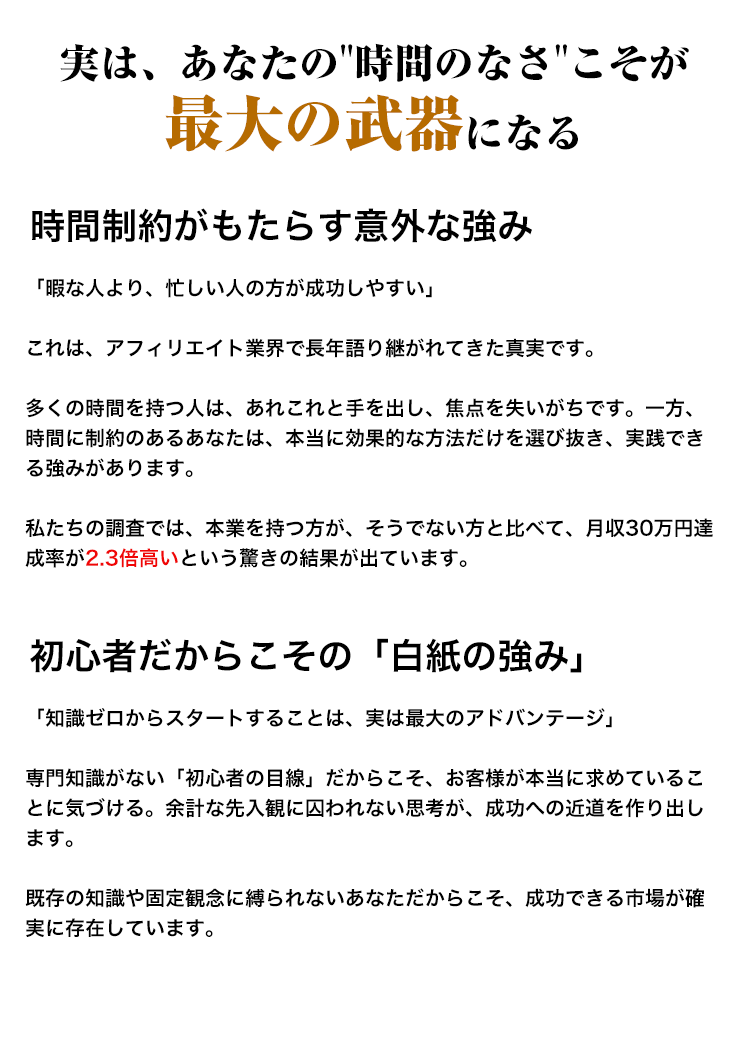 実は、あなたの"時間のなさ"こそが
最大の武器になる
時間制約がもたらす意外な強み
「暇な人より、忙しい人の方が成功しやすい」
これは、アフィリエイト業界で長年語り継がれてきた真実です。
多くの時間を持つ人は、あれこれと手を出し、焦点を失いがちです。一方、
時間に制約のあるあなたは、本当に効果的な方法だけを選び抜き、実践でき
る強みがあります。
私たちの調査では、本業を持つ方が、そうでない方と比べて、月収30万円達
成率が2.3倍高いという驚きの結果が出ています。
初心者だからこその「白紙の強み」
「知識ゼロからスタートすることは、実は最大のアドバンテージ」
専門知識がない「初心者の目線」だからこそ、お客様が本当に求めているこ
とに気づける。余計な先入観に囚われない思考が、成功への近道を作り出し
ます。
既存の知識や固定観念に縛られないあなただからこそ、成功できる市場が確
実に存在しています。